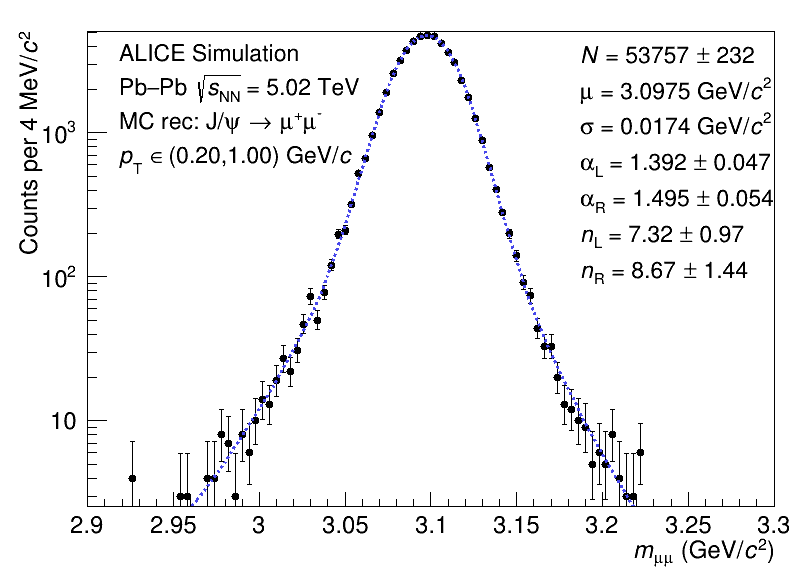 ALICE Simulation
Pb–Pb √sNN = 5.02 TeV
MC rec: J/ψ → μ+μ-
pT ∈ (0.20,1.00) GeV/c
N = 53757 ± 232
μ = 3.0975 GeV/c²
σ = 0.0174 GeV/c²
αL = 1.392 ± 0.047
αR = 1.495 ± 0.054
nL = 7.32 ± 0.97
nR = 8.67 ± 1.44
Counts per 4 MeV/c²
10³
10²
10
2.9 2.95 3 3.05 3.1 3.15 3.2 3.25 3.3
mμμ (GeV/c²)